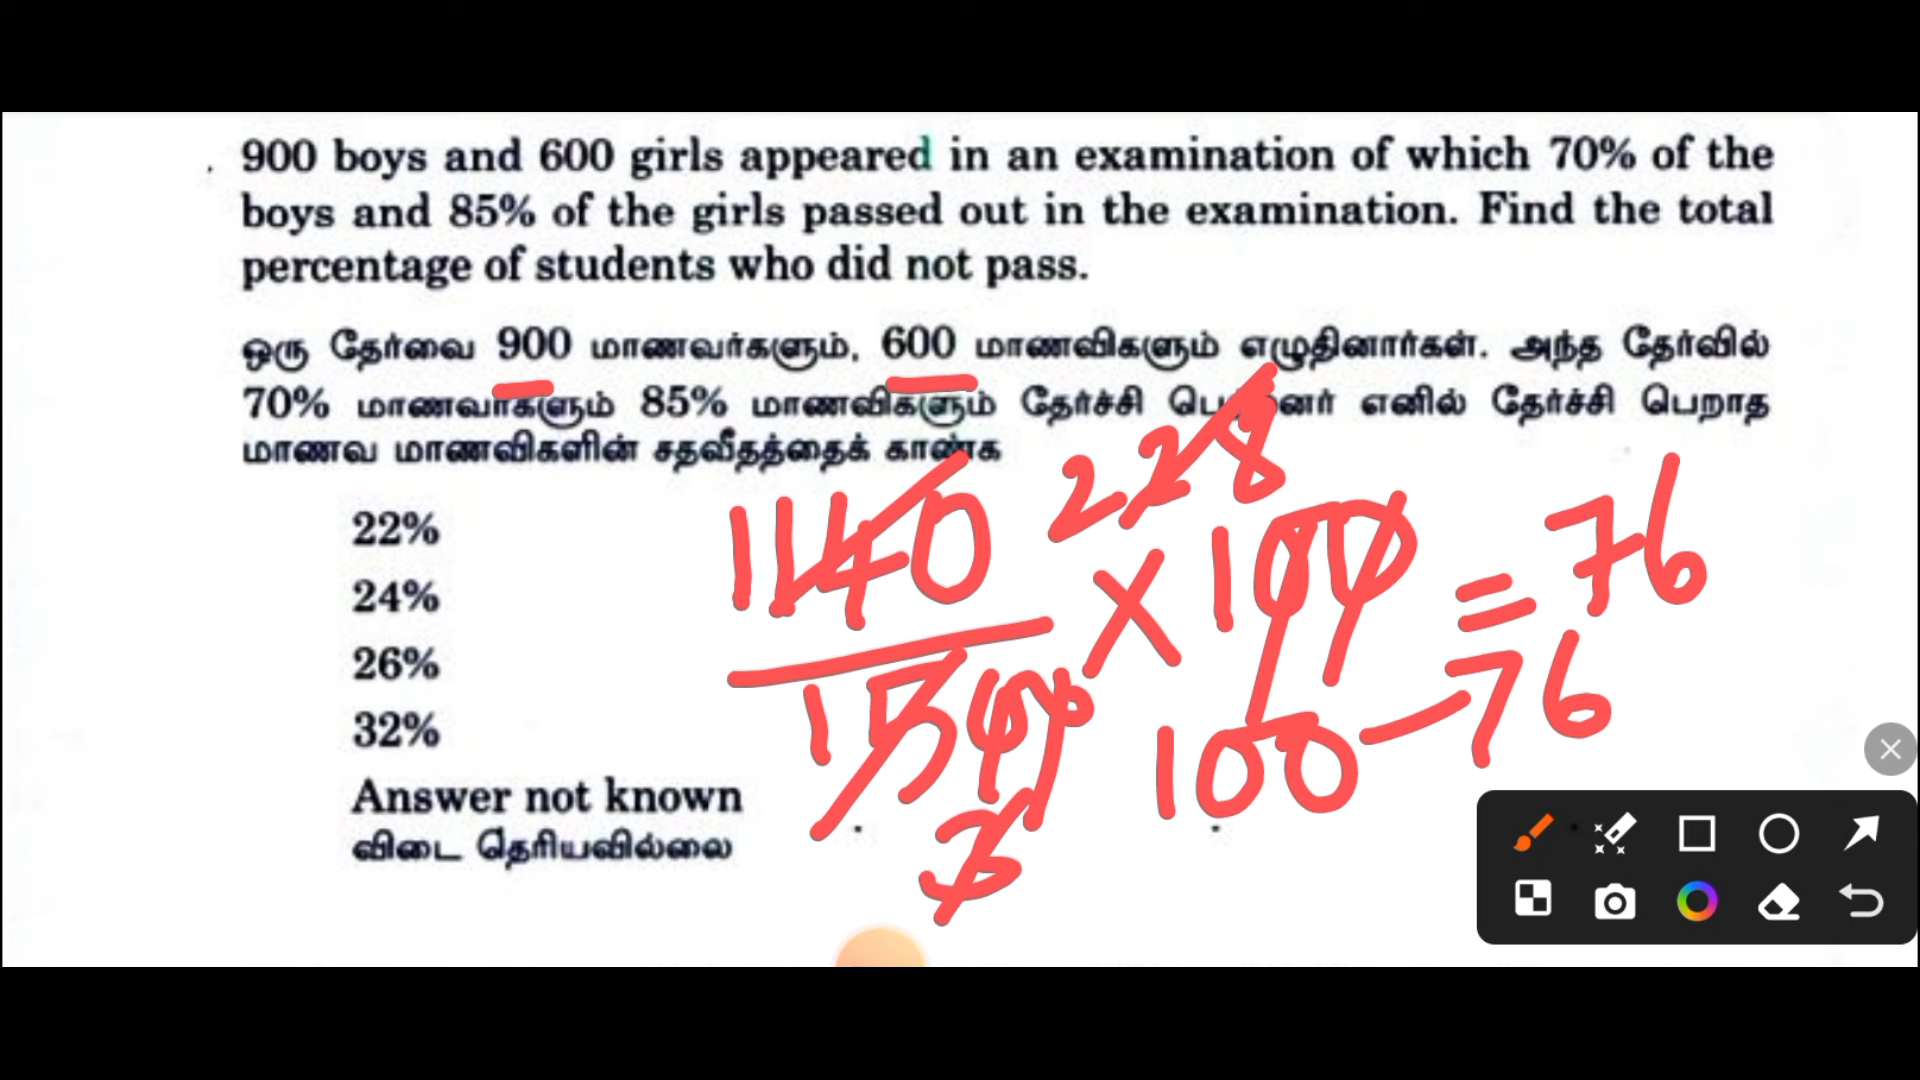 900 boys and 600 girls appeared in an examination of which 70% of the
boys and 85% of the girls passed out in the examination. Find the total
percentage of students who did not pass.
ஒரு தேர்வை 900 மாணவர்களும், 600 மாணவிகளும் எழுதினார்கள். அந்த தேர்வில்
70% மாணவர்களும் 85% மாணவிகளும் தேர்ச்சி எனில் தேர்ச்சி பெறாத
மாணவ மாணவிகளின் சதவீதத்தைக் காண்க
22%
24%
26%
32%
Answer not known
விடை தெரியவில்லை
228
1140 × 100 = 76
1500
100 - 76